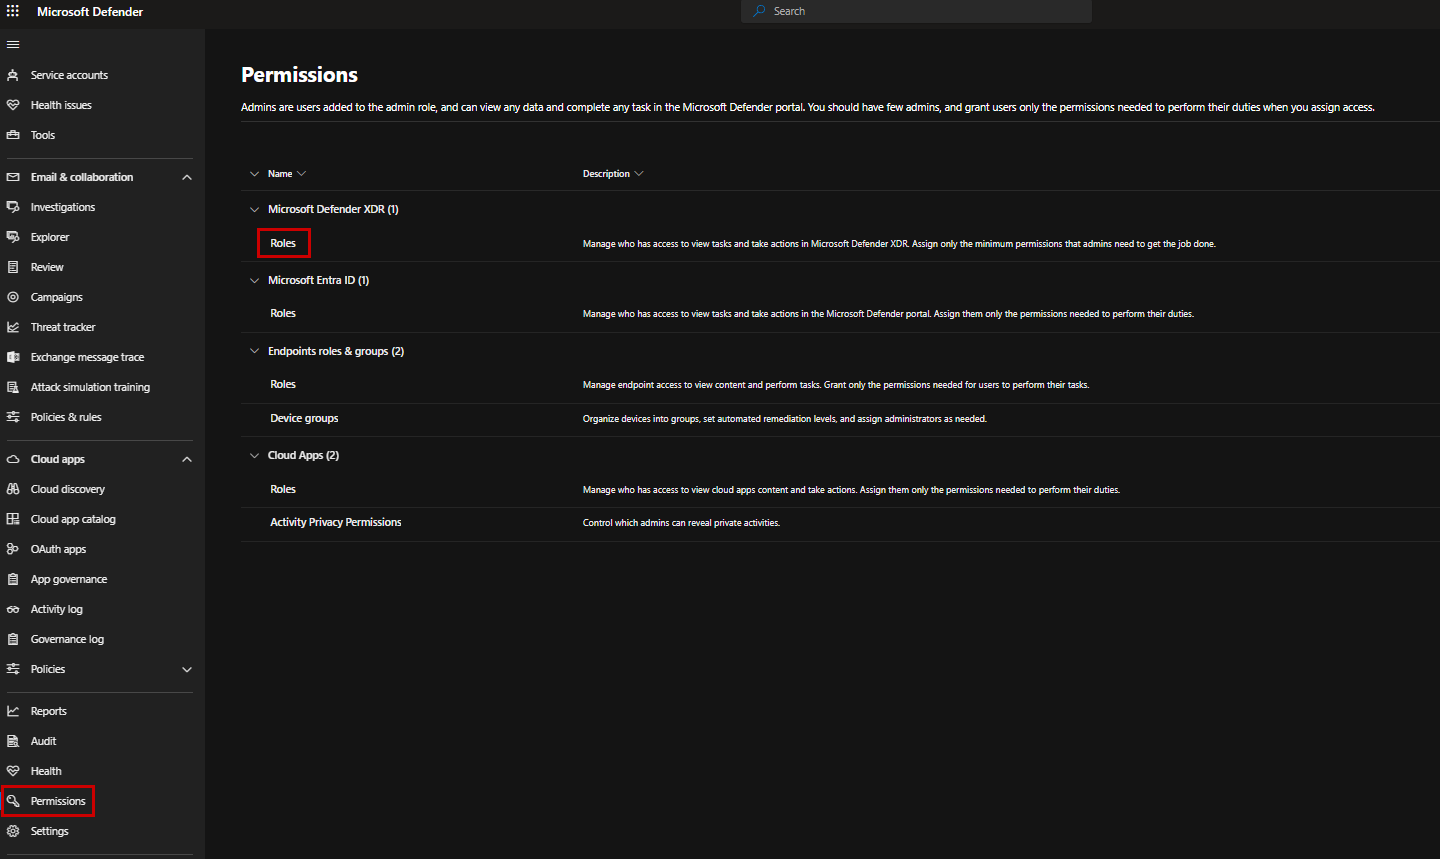 Microsoft Defender
Search
Service accounts
Health issues
Tools
Email & collaboration
Investigations
Explorer
Review
Campaigns
Threat tracker
Exchange message trace
Attack simulation training
Policies & rules
Cloud apps
Cloud discovery
Cloud app catalog
OAuth apps
App governance
Activity log
Governance log
Policies
Reports
Audit
Health
Permissions
Settings
Permissions
Admins are users added to the admin role, and can view any data and complete any task in the Microsoft Defender portal. You should have few admins, and grant users only the permissions needed to perform their duties when you assign access.
Name Description
Microsoft Defender XDR (1)
Roles Manage who has access to view tasks and take actions in Microsoft Defender XDR. Assign only the minimum permissions that admins need to get the job done.
Microsoft Entra ID (1)
Roles Manage who has access to view tasks and take actions in the Microsoft Defender portal. Assign them only the permissions needed to perform their duties.
Endpoints roles & groups (2)
Roles Manage endpoint access to view content and perform tasks. Grant only the permissions needed for users to perform their tasks.
Device groups Organize devices into groups, set automated remediation levels, and assign administrators as needed.
Cloud Apps (2)
Roles Manage who has access to view cloud apps content and take actions. Assign them only the permissions needed to perform their duties.
Activity Privacy Permissions Control which admins can reveal private activities.